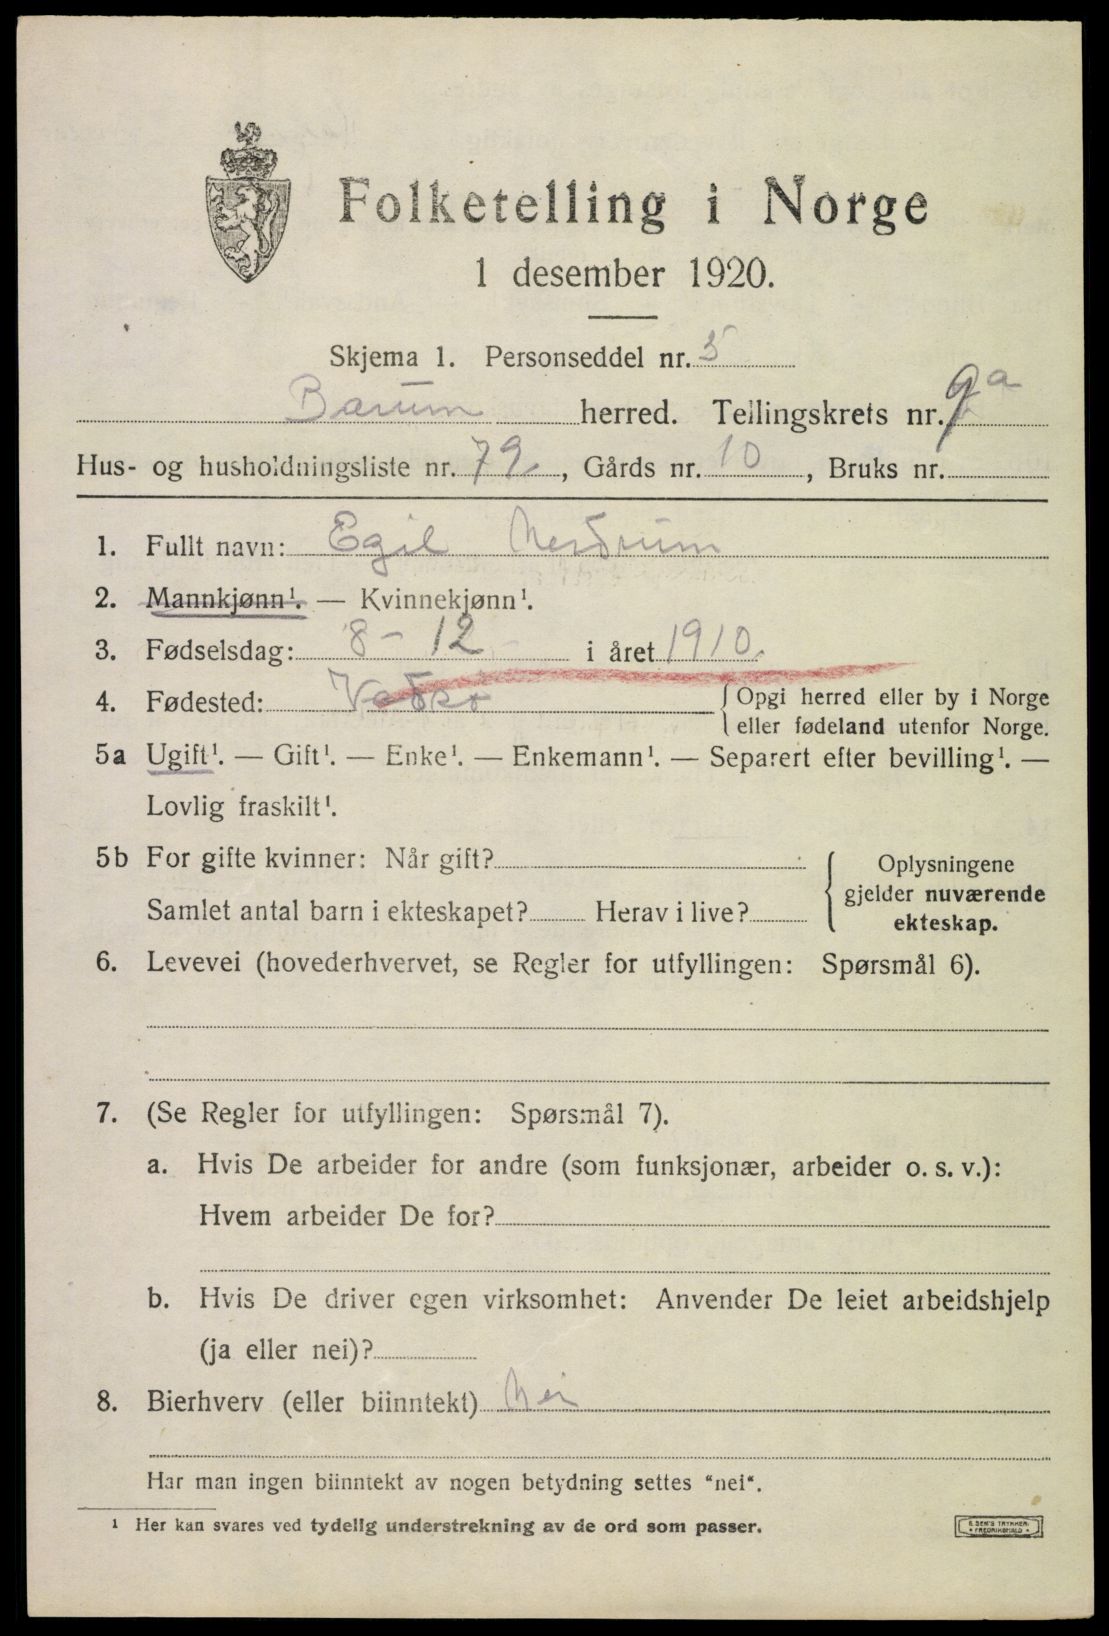 Folketelling i Norge
1 desember 1920.
Skjema 1. Personseddel nr. 5
Bærum herred. Tellingskrets nr. 9a
Hus- og husholdningsliste nr. 79, Gårds nr. 10, Bruks nr.
1. Fullt navn: Egil Nerdrum
2. Mannkjønn¹. — Kvinnekjønn¹.
3. Fødselsdag: 8 - 12 - i året 1910.
4. Fødested: Vadsø { Opgi herred eller by i Norge
eller fødeland utenfor Norge.
5a Ugift¹. — Gift¹. — Enke¹. — Enkemann¹. — Separert efter bevilling¹. —
Lovlig fraskilt¹.
5b For gifte kvinner: Når gift?
Samlet antal barn i ekteskapet? Herav i live?
Oplysningene
gjelder nuværende
ekteskap.
6. Levevei (hovederhvervet, se Regler for utfyllingen: Spørsmål 6).
7. (Se Regler for utfyllingen: Spørsmål 7).
a. Hvis De arbeider for andre (som funksjonær, arbeider o. s. v.):
Hvem arbeider De for?
b. Hvis De driver egen virksomhet: Anvender De leiet arbeidshjelp
(ja eller nei)?
8. Bierhverv (eller biinntekt) Nei
Har man ingen biinntekt av nogen betydning settes "nei".
¹ Her kan svares ved tydelig understrekning av de ord som passer.